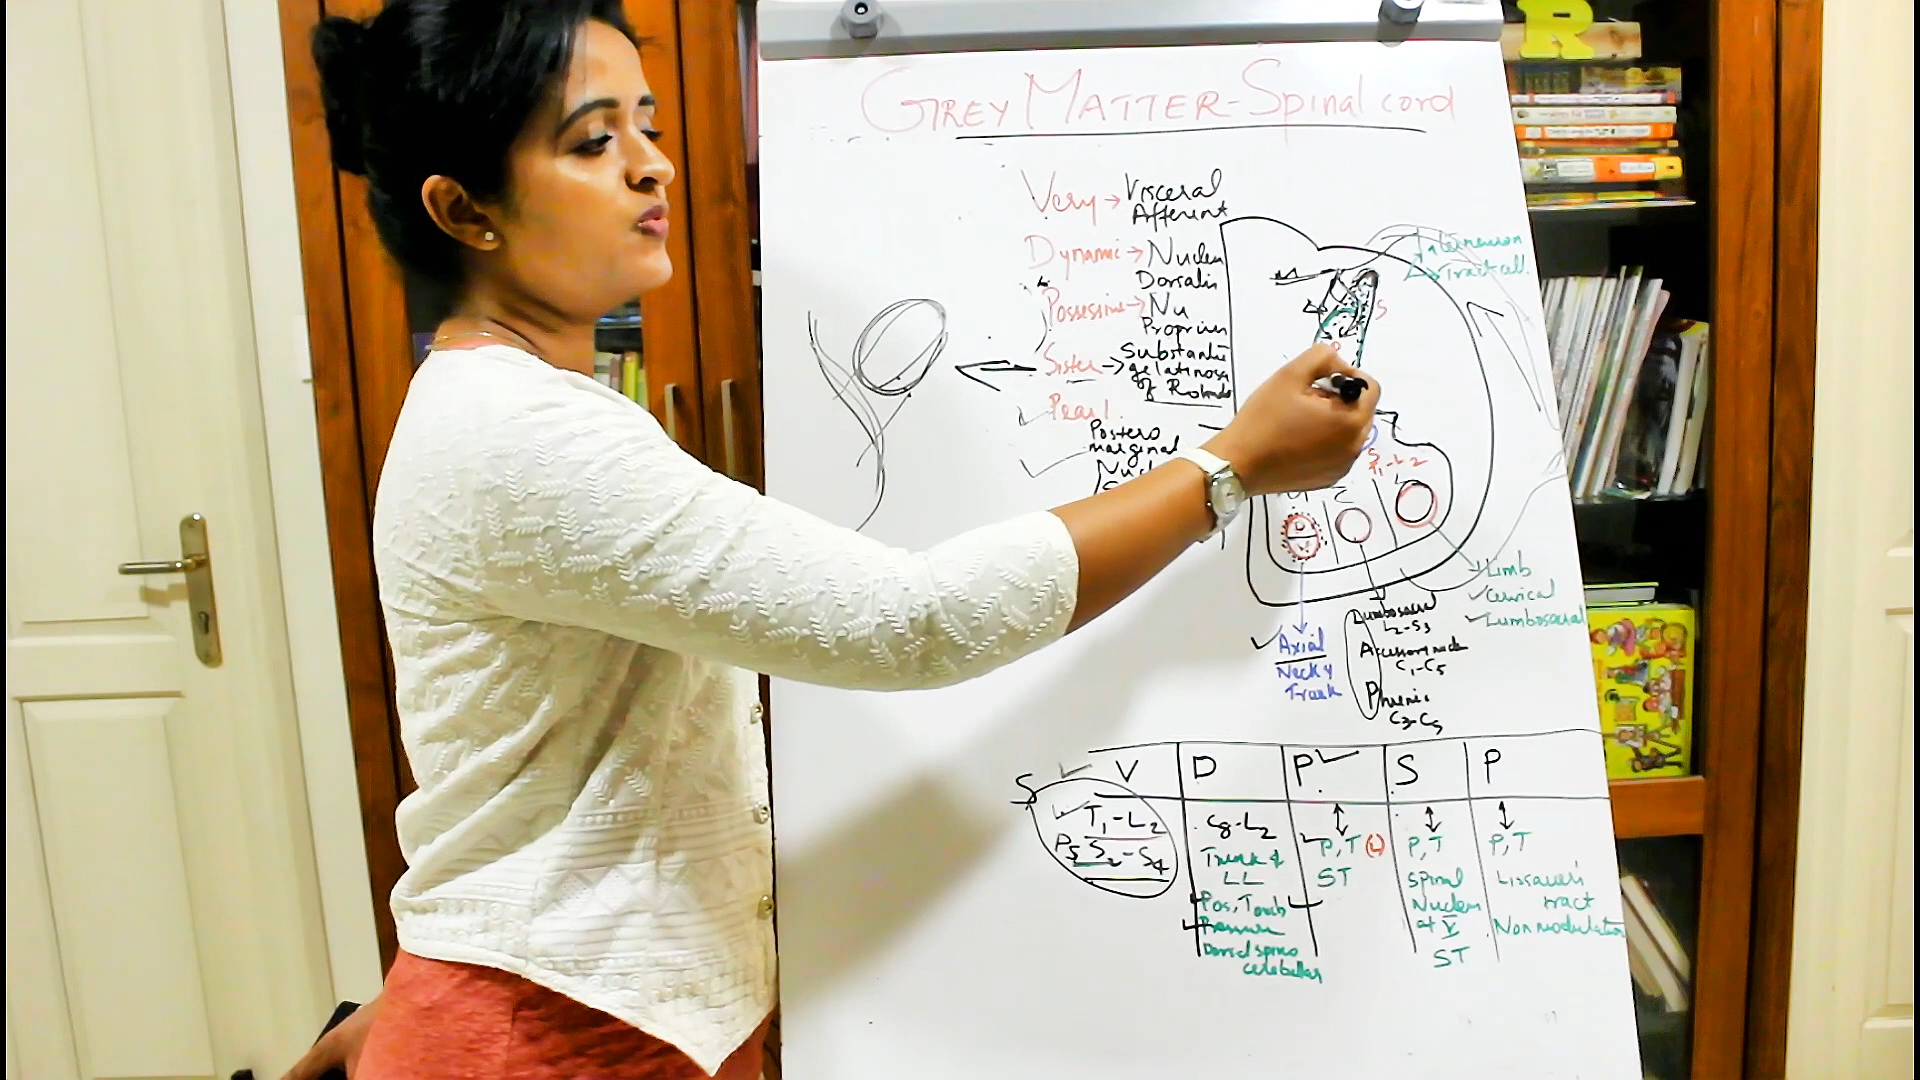 GREY MATTER - Spinal cord
Very → Visceral
Afferent
Dynamic → Nucleus
Dorsalis
Possessive → Nu
Proprius
Sister → Substantia
gelatinosa
of Rolando
Pearl.
Postero
marginal
Interneuron
Tract cell.
S
P
S
T1-L2
Limb
Cervical
Lumbosacral
Lumbosacral
L2-S3
Accessory nucleus
C1-C5
Phrenic
C3-C5
Axial
Neck &
Trunk
S V D P S P
T1-L2
PS S2-S4
C8-L2
Trunk &
LL
Pos, Touch
Pressure
Dorsal spino
cerebellar
P, T (L)
ST
P, T
Spinal
Nucleus
of V
ST
P, T
Lissauer's
tract
Non modulation
R